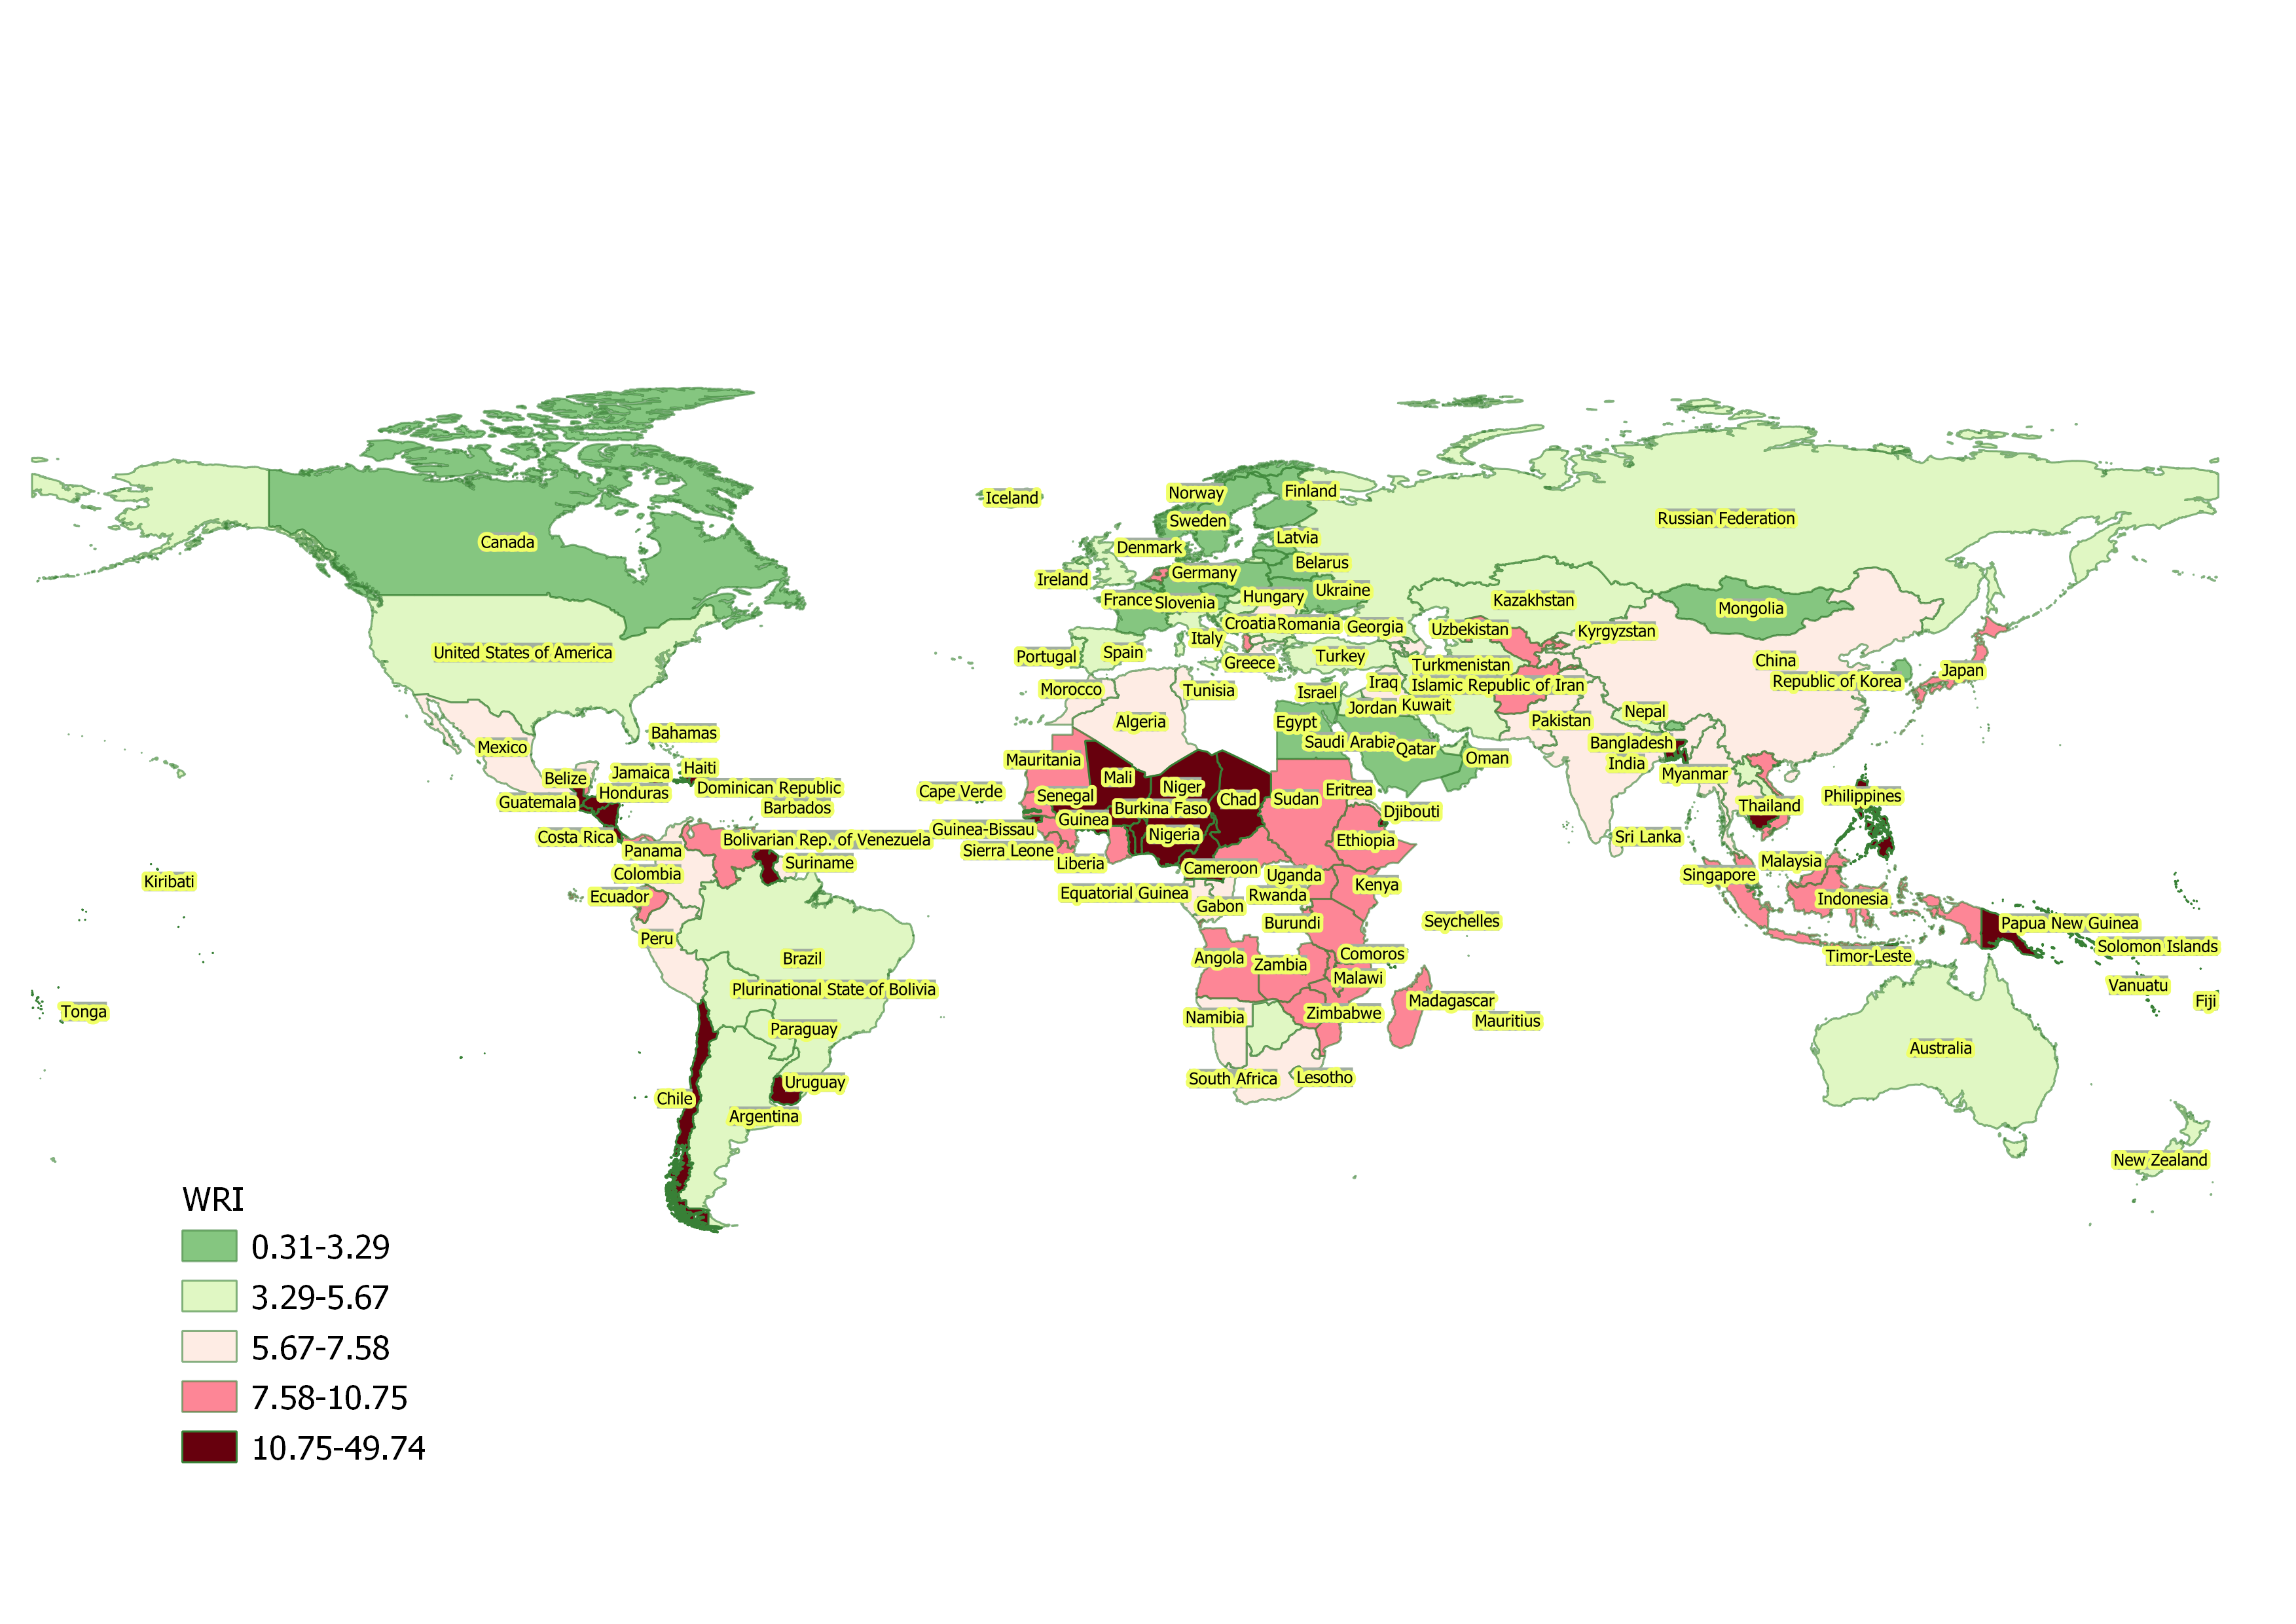 Iceland
Norway
Finland
Sweden
Russian Federation
Latvia
Canada
Denmark
Belarus
Germany
Ireland
Ukraine
Hungary
France
Slovenia
Kazakhstan
Mongolia
Croatia
Romania
Georgia
Uzbekistan
Kyrgyzstan
Italy
United States of America
Spain
Portugal
Turkey
Greece
Turkmenistan
China
Japan
Republic of Korea
Iraq
Islamic Republic of Iran
Morocco
Tunisia
Israel
Jordan
Kuwait
Nepal
Algeria
Egypt
Pakistan
Bahamas
Saudi Arabia
Qatar
Bangladesh
Mexico
Oman
Mauritania
India
Haiti
Jamaica
Belize
Mali
Myanmar
Niger
Dominican Republic
Honduras
Cape Verde
Senegal
Eritrea
Philippines
Guatemala
Chad
Sudan
Barbados
Burkina Faso
Thailand
Djibouti
Guinea
Guinea-Bissau
Nigeria
Costa Rica
Sri Lanka
Bolivarian Rep. of Venezuela
Ethiopia
Panama
Sierra Leone
Liberia
Suriname
Malaysia
Cameroon
Colombia
Uganda
Singapore
Kiribati
Kenya
Equatorial Guinea
Ecuador
Rwanda
Indonesia
Gabon
Seychelles
Burundi
Papua New Guinea
Peru
Solomon Islands
Comoros
Timor-Leste
Brazil
Angola
Zambia
Malawi
Vanuatu
Plurinational State of Bolivia
Madagascar
Fiji
Tonga
Zimbabwe
Namibia
Mauritius
Paraguay
Australia
South Africa
Lesotho
Uruguay
Chile
Argentina
New Zealand
WRI
0.31-3.29
3.29-5.67
5.67-7.58
7.58-10.75
10.75-49.74